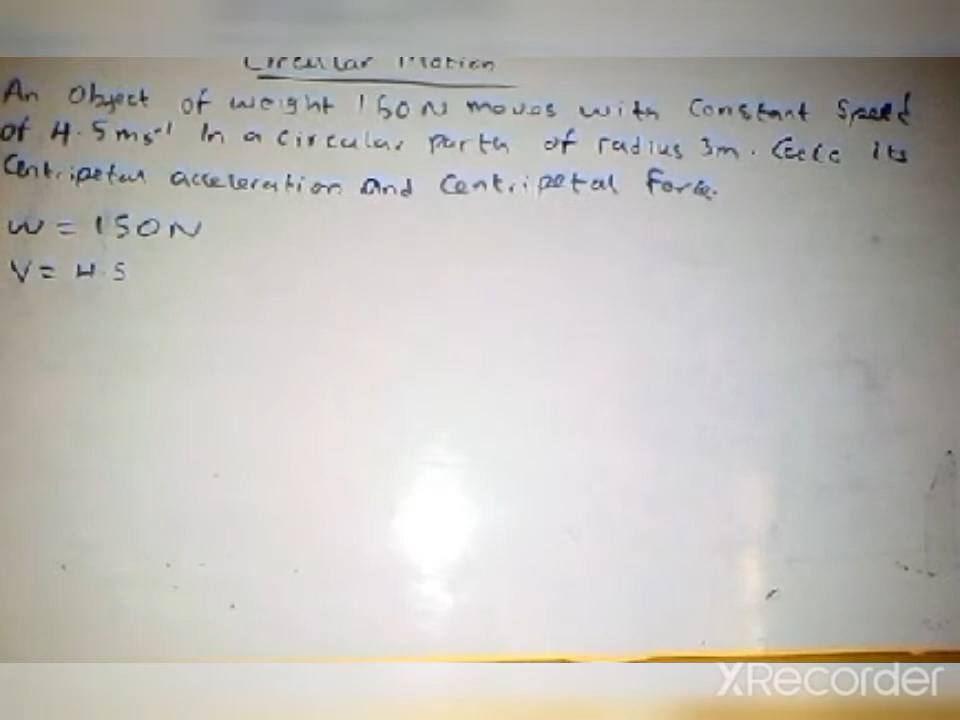 Circular Motion
An Object of weight 150N moves with Constant Speed
of 4.5ms-1 In a circular parth of radius 3m. Calc its
Centripetal acceleration and Centripetal Force.
W = 150N
V = 4.5
XRecorder